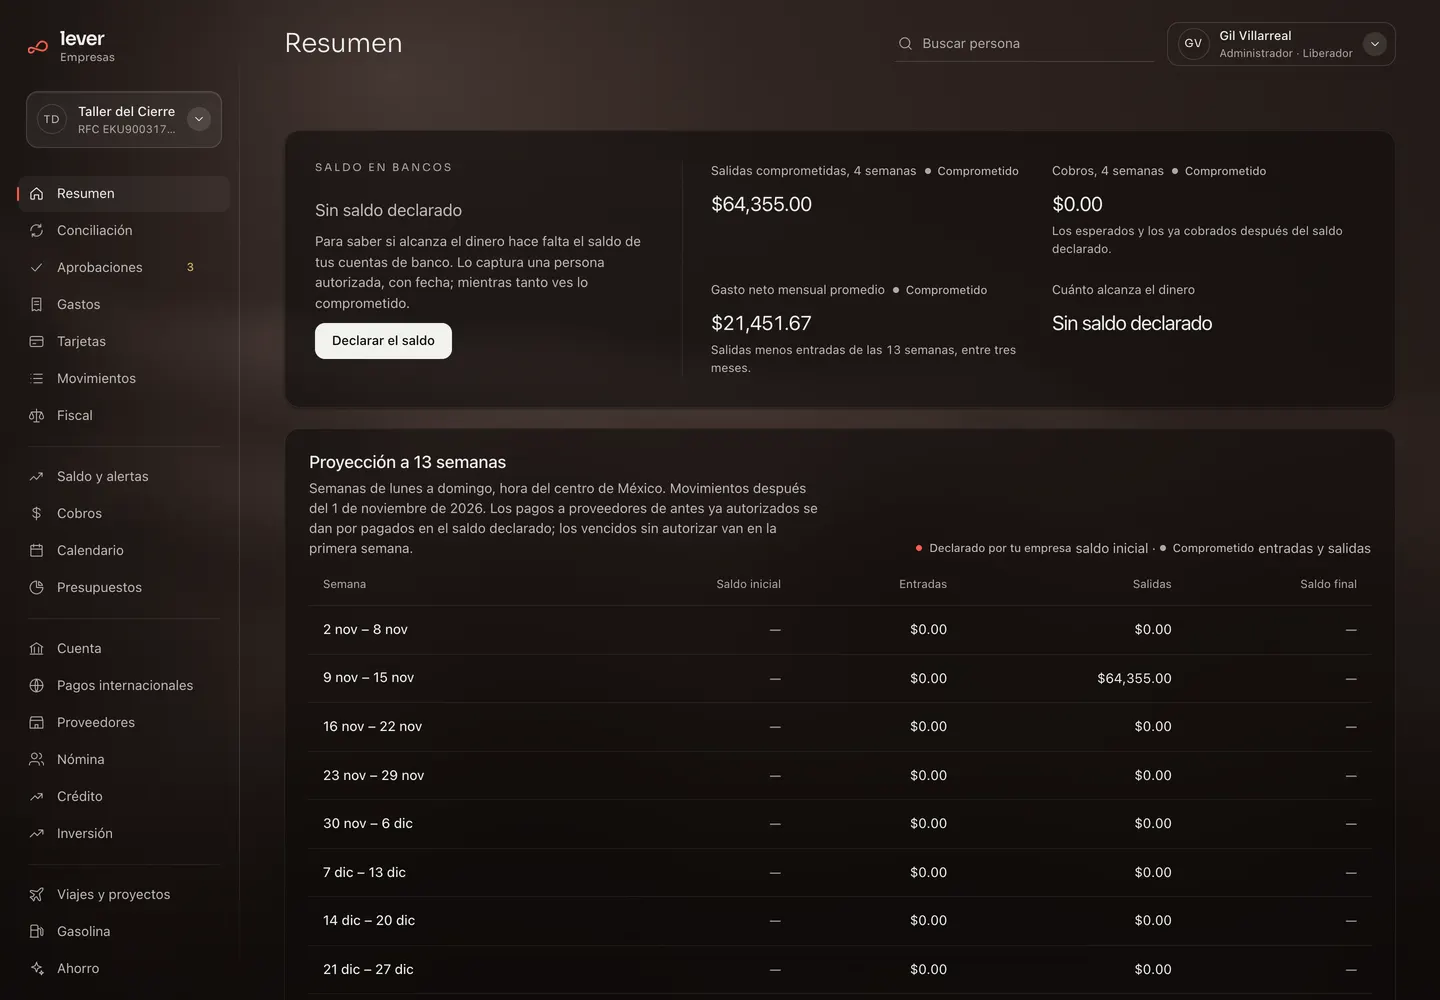 lever
Empresas
TD
Taller del Cierre
RFC EKU900317...
Resumen
Conciliación
Aprobaciones 3
Gastos
Tarjetas
Movimientos
Fiscal
Saldo y alertas
Cobros
Calendario
Presupuestos
Cuenta
Pagos internacionales
Proveedores
Nómina
Crédito
Inversión
Viajes y proyectos
Gasolina
Ahorro
Resumen
Buscar persona
GV
Gil Villarreal
Administrador · Liberador
SALDO EN BANCOS
Sin saldo declarado
Para saber si alcanza el dinero hace falta el saldo de
tus cuentas de banco. Lo captura una persona
autorizada, con fecha; mientras tanto ves lo
comprometido.
Declarar el saldo
Salidas comprometidas, 4 semanas • Comprometido
$64,355.00
Cobros, 4 semanas • Comprometido
$0.00
Los esperados y los ya cobrados después del saldo
declarado.
Gasto neto mensual promedio • Comprometido
$21,451.67
Salidas menos entradas de las 13 semanas, entre tres
meses.
Cuánto alcanza el dinero
Sin saldo declarado
Proyección a 13 semanas
Semanas de lunes a domingo, hora del centro de México. Movimientos después
del 1 de noviembre de 2026. Los pagos a proveedores de antes ya autorizados se
dan por pagados en el saldo declarado; los vencidos sin autorizar van en la
primera semana.
• Declarado por tu empresa saldo inicial · • Comprometido entradas y salidas
Semana Saldo inicial Entradas Salidas Saldo final
2 nov – 8 nov — $0.00 $0.00 —
9 nov – 15 nov — $0.00 $64,355.00 —
16 nov – 22 nov — $0.00 $0.00 —
23 nov – 29 nov — $0.00 $0.00 —
30 nov – 6 dic — $0.00 $0.00 —
7 dic – 13 dic — $0.00 $0.00 —
14 dic – 20 dic — $0.00 $0.00 —
21 dic – 27 dic — $0.00 $0.00 —